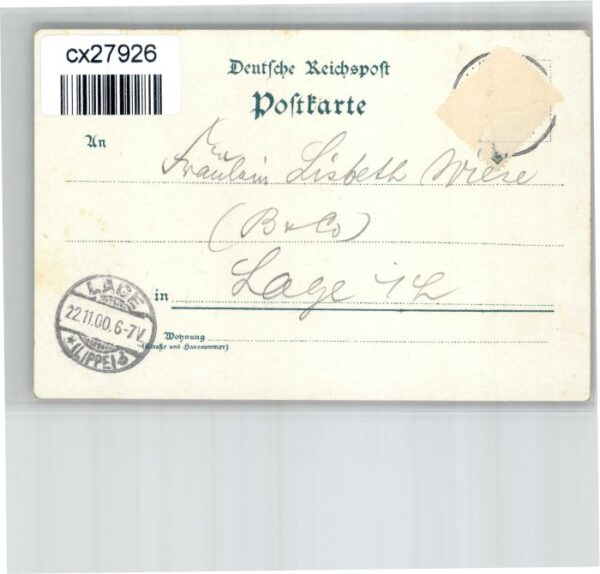 cx27926
Deutsche Reichspost
Postkarte
An
Fräulein Lisbeth Wiese
(B & Co)
in Lage i L
LAGE
22.11.00.6-7V.
*(LIPPE)d
Wohnung
(Straße und Hausnummer)